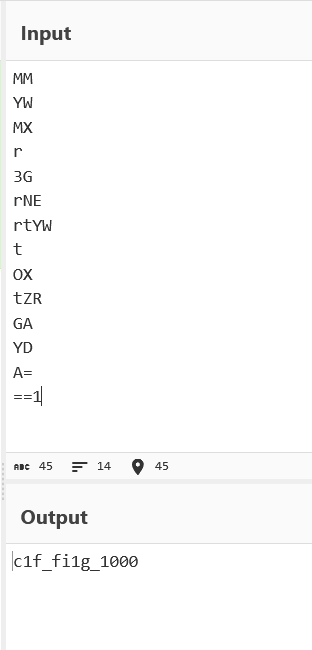 Input
MM
YW
MX
r
3G
rNE
rtYW
t
OX
tZR
GA
YD
A=
==1
ABC 45 14 45
Output
c1f_fi1g_1000